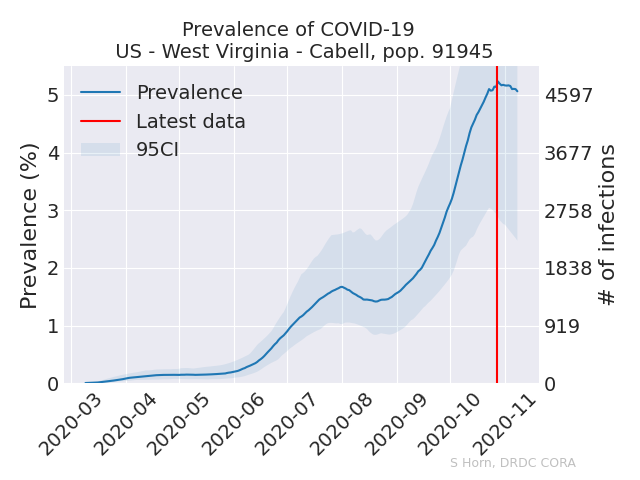 Prevalence of COVID-19
US - West Virginia - Cabell, pop. 91945
Prevalence
Latest data
95CI
Prevalence (%)
5
4
3
2
1
0
4597
3677
2758
1838
919
0
# of infections
2020-03
2020-04
2020-05
2020-06
2020-07
2020-08
2020-09
2020-10
2020-11
S Horn, DRDC CORA